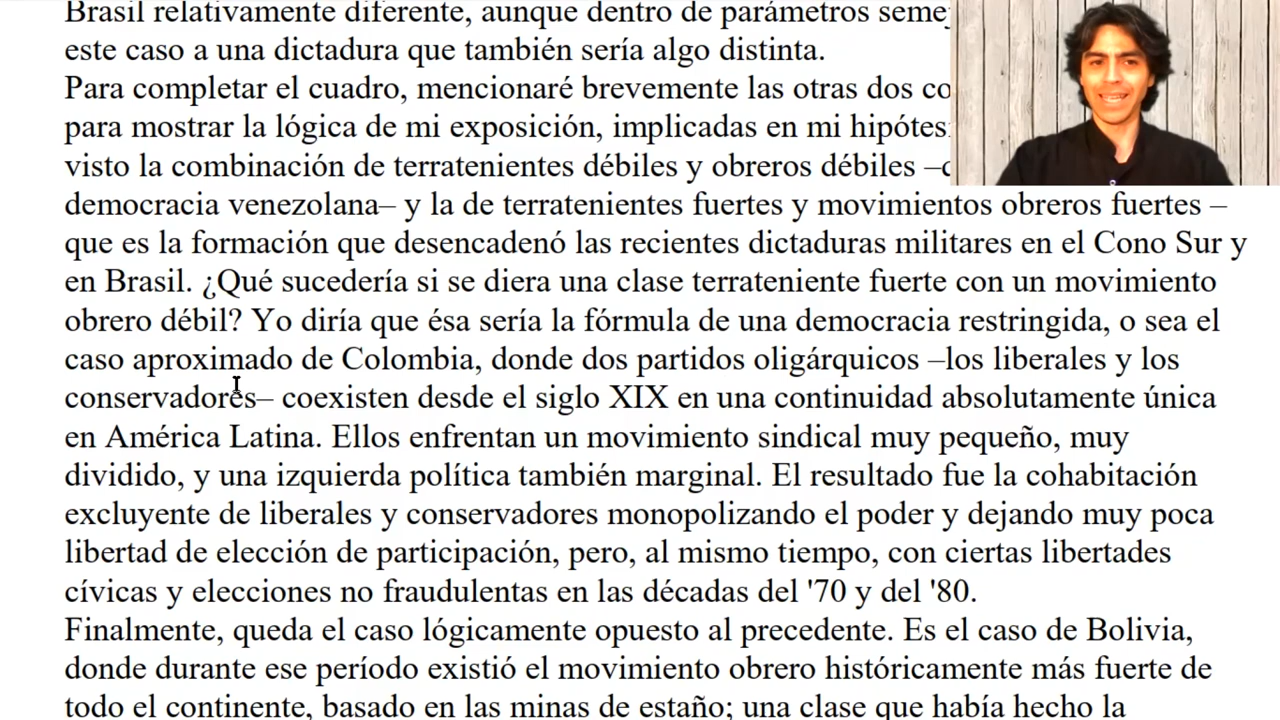 Brasil relativamente diferente, aunque dentro de parámetros
este caso a una dictadura que también sería algo distinta.
Para completar el cuadro, mencionaré brevemente las otras dos
para mostrar la lógica de mi exposición, implicadas en mi
visto la combinación de terratenientes débiles y obreros débiles –
democracia venezolana– y la de terratenientes fuertes y movimientos obreros fuertes –
que es la formación que desencadenó las recientes dictaduras militares en el Cono Sur y
en Brasil. ¿Qué sucedería si se diera una clase terrateniente fuerte con un movimiento
obrero débil? Yo diría que ésa sería la fórmula de una democracia restringida, o sea el
caso aproximado de Colombia, donde dos partidos oligárquicos –los liberales y los
conservadores– coexisten desde el siglo XIX en una continuidad absolutamente única
en América Latina. Ellos enfrentan un movimiento sindical muy pequeño, muy
dividido, y una izquierda política también marginal. El resultado fue la cohabitación
excluyente de liberales y conservadores monopolizando el poder y dejando muy poca
libertad de elección de participación, pero, al mismo tiempo, con ciertas libertades
cívicas y elecciones no fraudulentas en las décadas del '70 y del '80.
Finalmente, queda el caso lógicamente opuesto al precedente. Es el caso de Bolivia,
donde durante ese período existió el movimiento obrero históricamente más fuerte de
todo el continente, basado en las minas de estaño; una clase que había hecho la